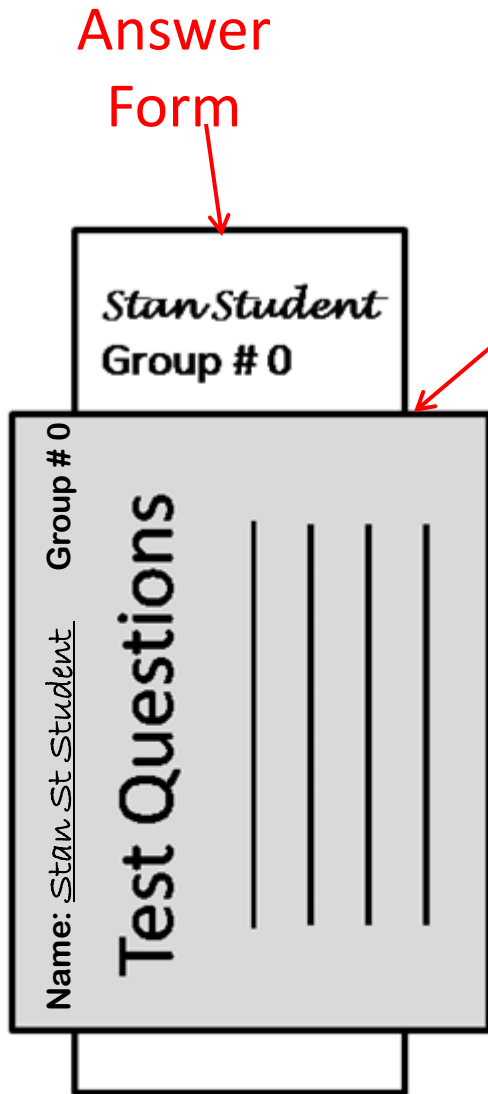 Answer
Form
Stan Student
Group # 0
Name: Stan St Student Group # 0
Test Questions